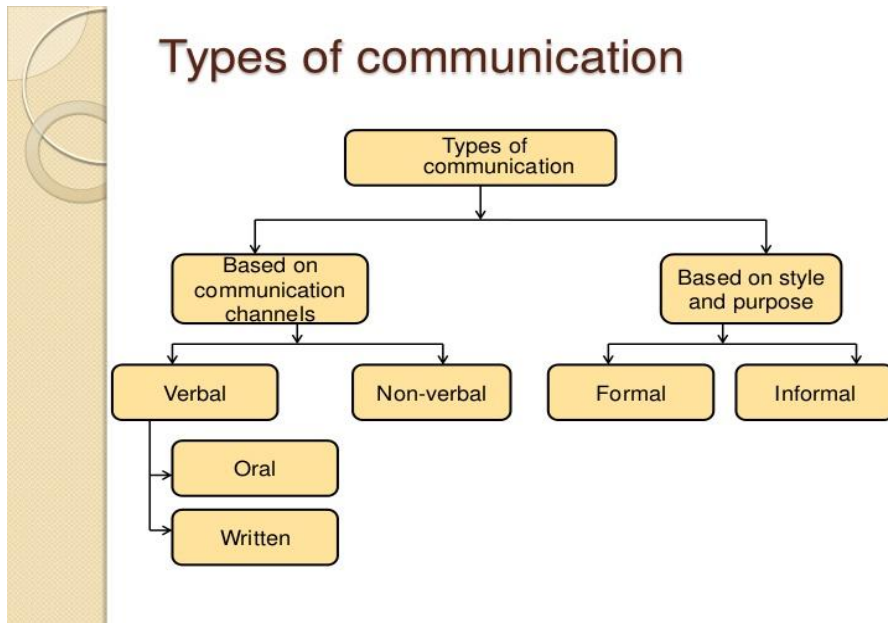 Types of communication
Types of
communication
Based on
communication
channels
Based on style
and purpose
Verbal
Non-verbal
Formal
Informal
Oral
Written